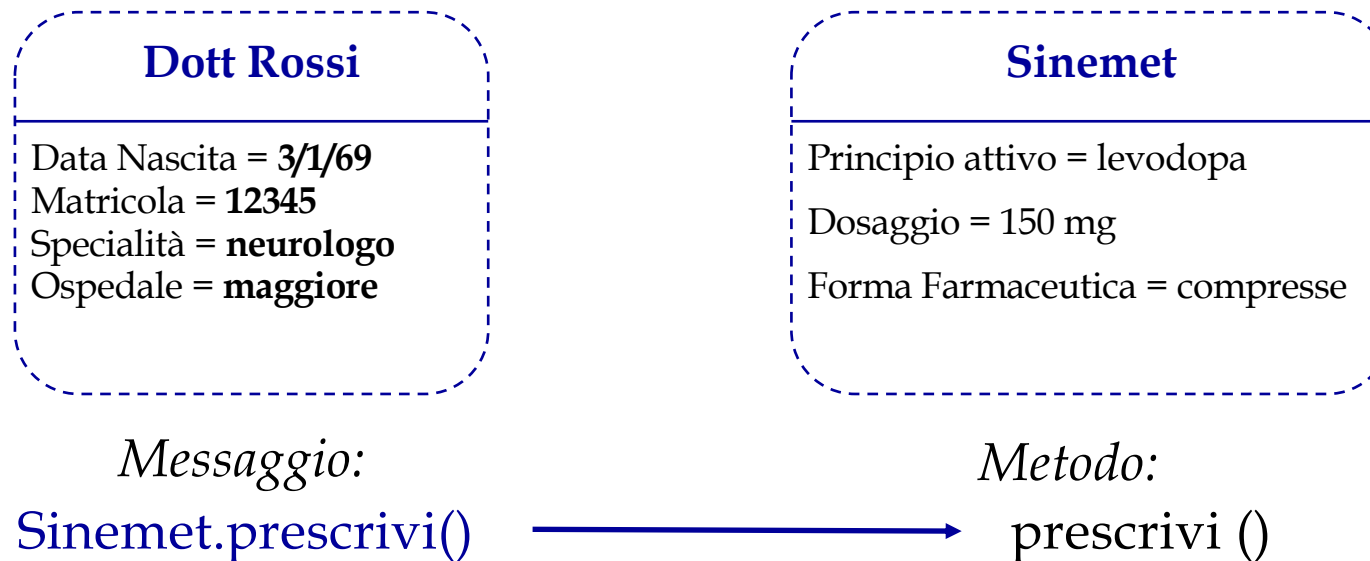 Dott Rossi
Data Nascita = 3/1/69
Matricola = 12345
Specialità = neurologo
Ospedale = maggiore
Sinemet
Principio attivo = levodopa
Dosaggio = 150 mg
Forma Farmaceutica = compresse
Messaggio:
Sinemet.prescrivi()
Metodo:
prescrivi ()